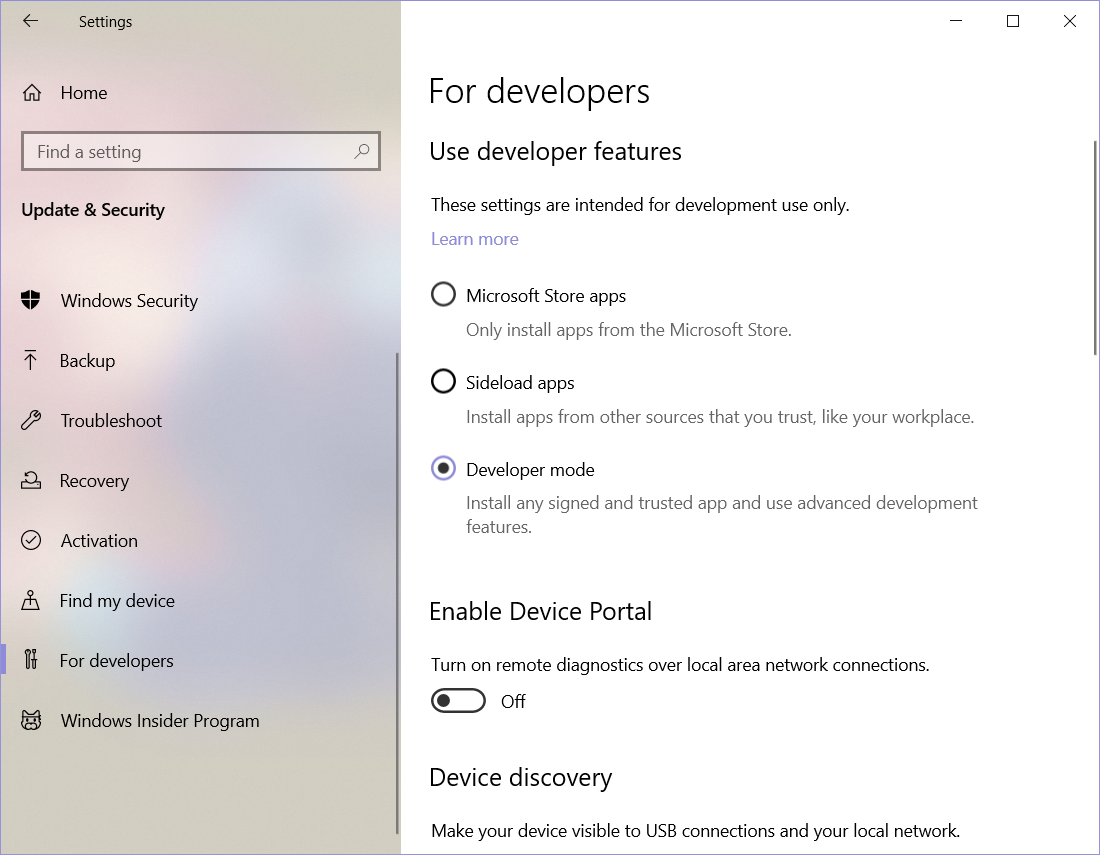 Settings
Home
Find a setting
Update & Security
Windows Security
Backup
Troubleshoot
Recovery
Activation
Find my device
For developers
Windows Insider Program
For developers
Use developer features
These settings are intended for development use only.
Learn more
Microsoft Store apps
Only install apps from the Microsoft Store.
Sideload apps
Install apps from other sources that you trust, like your workplace.
Developer mode
Install any signed and trusted app and use advanced development
features.
Enable Device Portal
Turn on remote diagnostics over local area network connections.
Off
Device discovery
Make your device visible to USB connections and your local network.